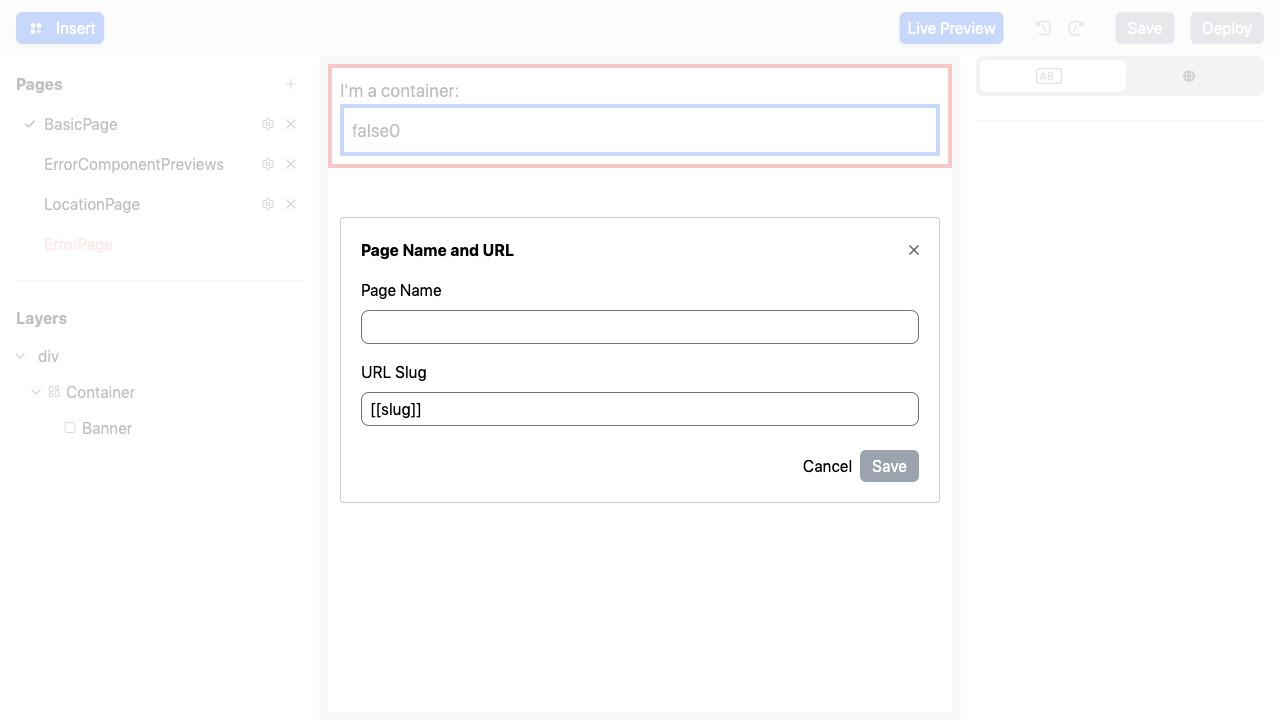 Insert
Live Preview
Save
Deploy
Pages
BasicPage
ErrorComponentPreviews
LocationPage
ErrorPage
Layers
div
Container
Banner
I'm a container:
false0
Page Name and URL
Page Name
URL Slug
[[slug]]
Cancel
Save
AB